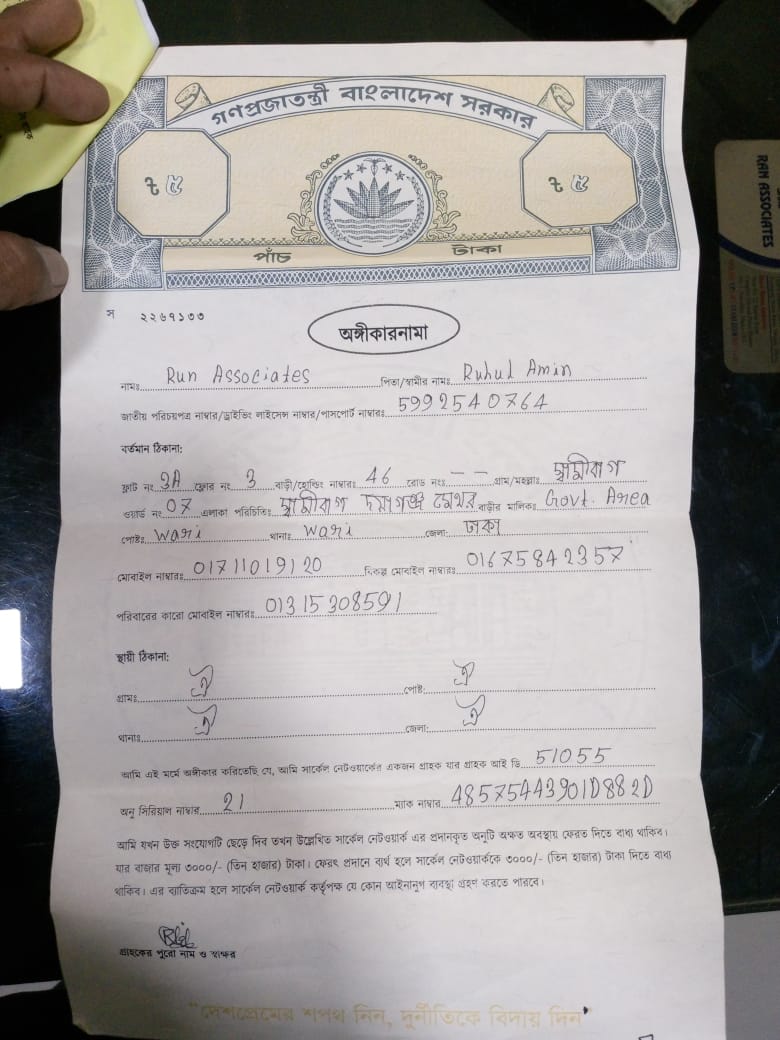 গণপ্রজাতন্ত্রী বাংলাদেশ সরকার
৳ ৫ ৳ ৫
পাঁচ টাকা
স ২২৬৭১৩৩
অঙ্গীকারনামা
নামঃ Run Associates পিতা/স্বামীর নামঃ Ruhul Amin
জাতীয় পরিচয়পত্র নাম্বার/ড্রাইভিং লাইসেন্স নাম্বার/পাসপোর্ট নাম্বারঃ 5992540764
বর্তমান ঠিকানা:
ফ্লাট নং 3A ফ্লোর নং 3 বাড়ী/হোল্ডিং নাম্বারঃ 46 রোড নংঃ -- গ্রাম/মহল্লাঃ স্বামীবাগ
ওয়ার্ড নং 07 এলাকা পরিচিতিঃ স্বামীবাগ দয়াগঞ্জ মেথর বাড়ীর মালিকঃ Govt. Area
পোষ্টঃ Wari থানাঃ Wari জেলা: ঢাকা
মোবাইল নাম্বারঃ 01711019120 বিকল্প মোবাইল নাম্বারঃ 01675842357
পরিবারের কারো মোবাইল নাম্বারঃ 01315308591
স্থায়ী ঠিকানা:
গ্রামঃ ঐ পোষ্ট: ঐ
থানাঃ ঐ জেলা: ঐ
আমি এই মর্মে অঙ্গীকার করিতেছি যে, আমি সার্কেল নেটওয়ার্কের একজন গ্রাহক যার গ্রাহক আই ডি 51055
অনু সিরিয়াল নাম্বার 21 ম্যাক নাম্বার 48575443901D882D
আমি যখন উক্ত সংযোগটি ছেড়ে দিব তখন উল্লেখিত সার্কেল নেটওয়ার্ক এর প্রদানকৃত অনুটি অক্ষত অবস্থায় ফেরত দিতে বাধ্য থাকিব।
যার বাজার মূল্য ৩০০০/- (তিন হাজার) টাকা। ফেরৎ প্রদানে ব্যর্থ হলে সার্কেল নেটওয়ার্ককে ৩০০০/- (তিন হাজার) টাকা দিতে বাধ্য
থাকিব। এর ব্যাতিক্রম হলে সার্কেল নেটওয়ার্ক কর্তৃপক্ষ যে কোন আইনানুগ ব্যবস্থা গ্রহণ করতে পারবে।
গ্রাহকের পুরো নাম ও স্বাক্ষর
"দেশপ্রেমের শপথ নিন, দুর্নীতিকে বিদায় দিন"
RAN ASSOCIATES